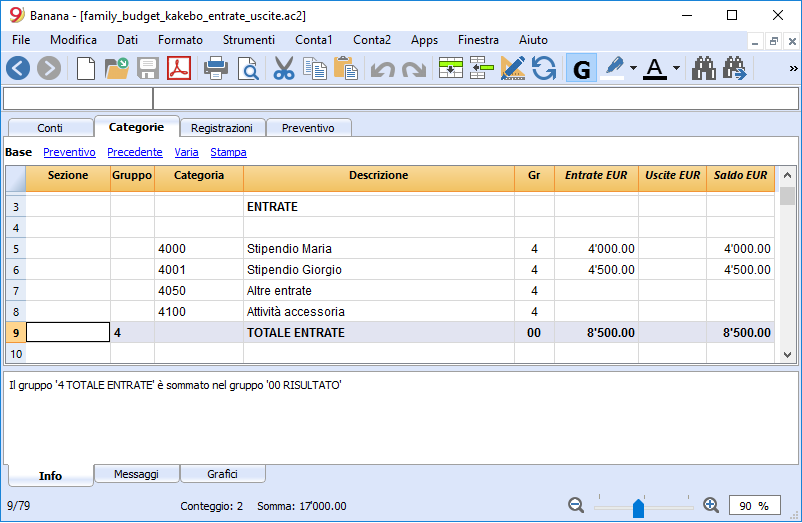 Banana - [family_budget_kakebo_entrate_uscite.ac2]
File Modifica Dati Formato Strumenti Conta1 Conta2 Apps Finestra Aiuto
G A
Conti Categorie Registrazioni Preventivo
Base Preventivo Precedente Varia Stampa
Sezione Gruppo Categoria Descrizione Gr Entrate EUR Uscite EUR Saldo EUR
3 ENTRATE
4
5 4000 Stipendio Maria 4 4'000.00 4'000.00
6 4001 Stipendio Giorgio 4 4'500.00 4'500.00
7 4050 Altre entrate 4
8 4100 Attività accessoria 4
9 4 TOTALE ENTRATE 00 8'500.00 8'500.00
10
Il gruppo '4 TOTALE ENTRATE' è sommato nel gruppo '00 RISULTATO'
Info Messaggi Grafici
9/79 Conteggio: 2 Somma: 17'000.00 90 %